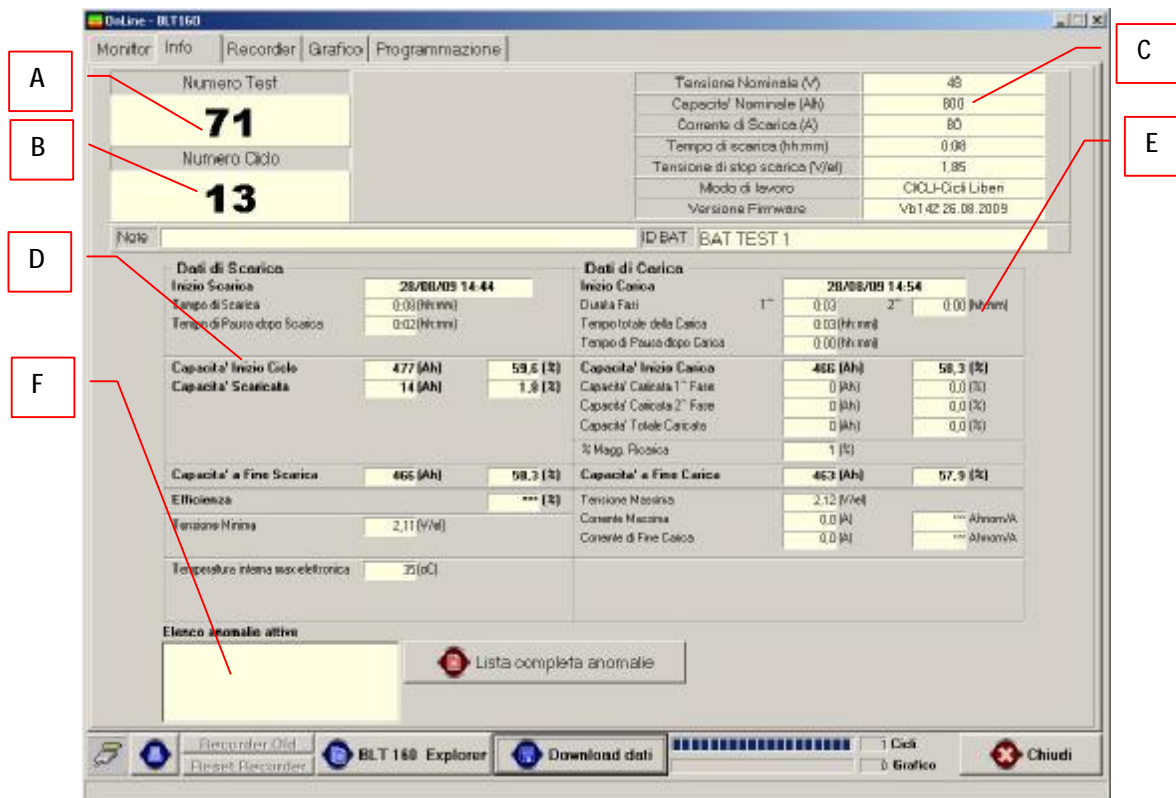 OnLine - BLT160
Monitor Info Recorder Grafico Programmazione
A
B
C
D
E
F
Numero Test
71
Numero Ciclo
13
Tensione Nominale (V) 48
Capacita' Nominale (Ah) 800
Corrente di Scarica (A) 80
Tempo di scarica (hh:mm) 0:08
Tensione di stop scarica (V/el) 1,85
Modo di lavoro CICLI-Cicli Liberi
Versione Firmware Vb142 26.08.2009
Note
ID BAT BAT TEST 1
Dati di Scarica
Inizio Scarica 28/08/09 14:44
Tempo di Scarica (hh:mm)
Tempo di Pausa dopo Scarica 0:02 (hh:mm)
Capacita' Inizio Ciclo 477 (Ah) 59,6 (%)
Capacita' Scaricata 14 (Ah) 1,8 (%)
Capacita' a Fine Scarica 466 (Ah) 58,3 (%)
Efficienza *** (%)
Tensione Minima 2,11 (V/el)
Temperatura interna max elettronica 35 (oC)
Dati di Carica
Inizio Carica 28/08/09 14:54
Durata Fasi 1^ 0:03 2^ 0:00 (hh:mm)
Tempo totale della Carica 0:03 (hh:mm)
Tempo di Pausa dopo Carica 0:00 (hh:mm)
Capacita' Inizio Carica 466 (Ah) 58,3 (%)
Capacita' Caricata 1^ Fase 0 (Ah) 0,0 (%)
Capacita' Caricata 2^ Fase 0 (Ah) 0,0 (%)
Capacita' Totale Caricata 0 (Ah) 0,0 (%)
% Magg. Ricarica 1 (%)
Capacita' a Fine Carica 463 (Ah) 57,9 (%)
Tensione Massima 2,12 (V/el)
Corrente Massima 0,0 (A) *** Ahnom/A
Corrente di Fine Carica 0,0 (A) *** Ahnom/A
Elenco anomalie attive
Lista completa anomalie
Recorder Old
Reset Recorder
BLT 160 Explorer
Download dati
1 Cicli
0 Grafico
Chiudi